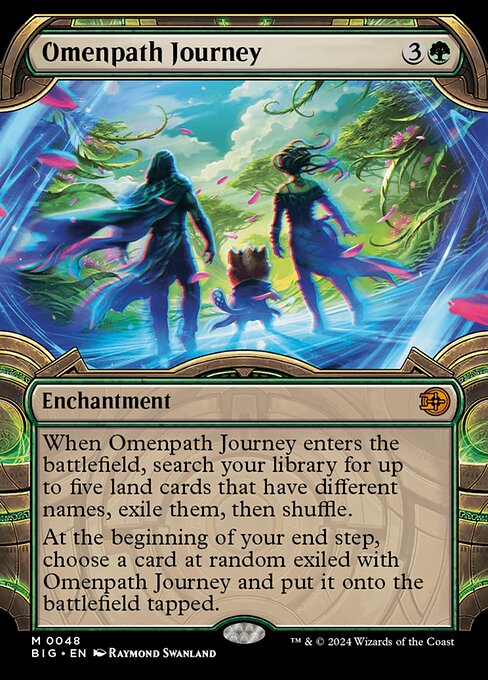 Omenpath Journey 3
Enchantment
When Omenpath Journey enters the
battlefield, search your library for up
to five land cards that have different
names, exile them, then shuffle.
At the beginning of your end step,
choose a card at random exiled with
Omenpath Journey and put it onto the
battlefield tapped.
M 0048
BIG • EN Raymond Swanland
™ & © 2024 Wizards of the Coast